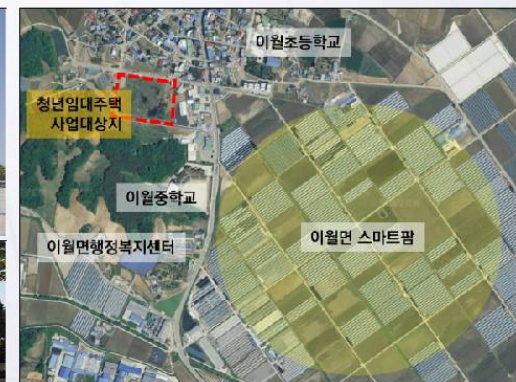 이월초등학교
청년임대주택
사업대상지
이월중학교
이월면행정복지센터
이월면 스마트팜